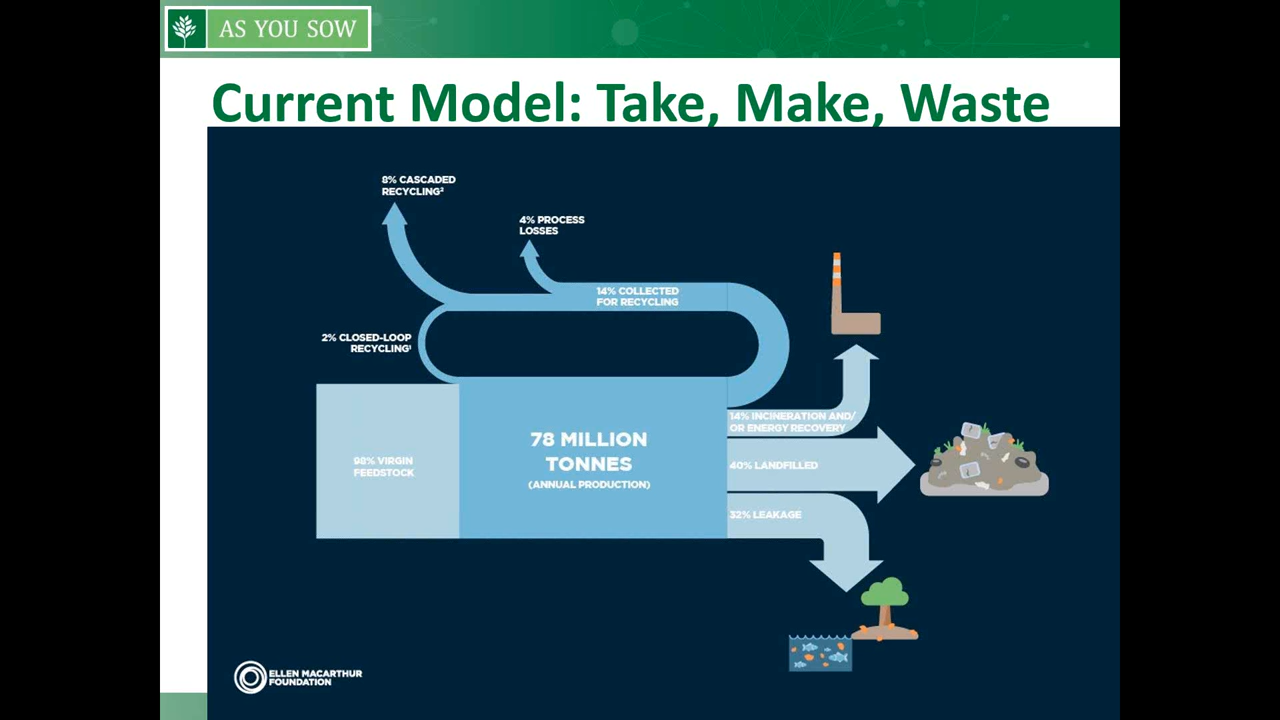 AS YOU SOW
Current Model: Take, Make, Waste
8% CASCADED
RECYCLING²
4% PROCESS
LOSSES
14% COLLECTED
FOR RECYCLING
2% CLOSED-LOOP
RECYCLING¹
98% VIRGIN
FEEDSTOCK
78 MILLION
TONNES
(ANNUAL PRODUCTION)
14% INCINERATION AND/
OR ENERGY RECOVERY
40% LANDFILLED
32% LEAKAGE
ELLEN MACARTHUR
FOUNDATION